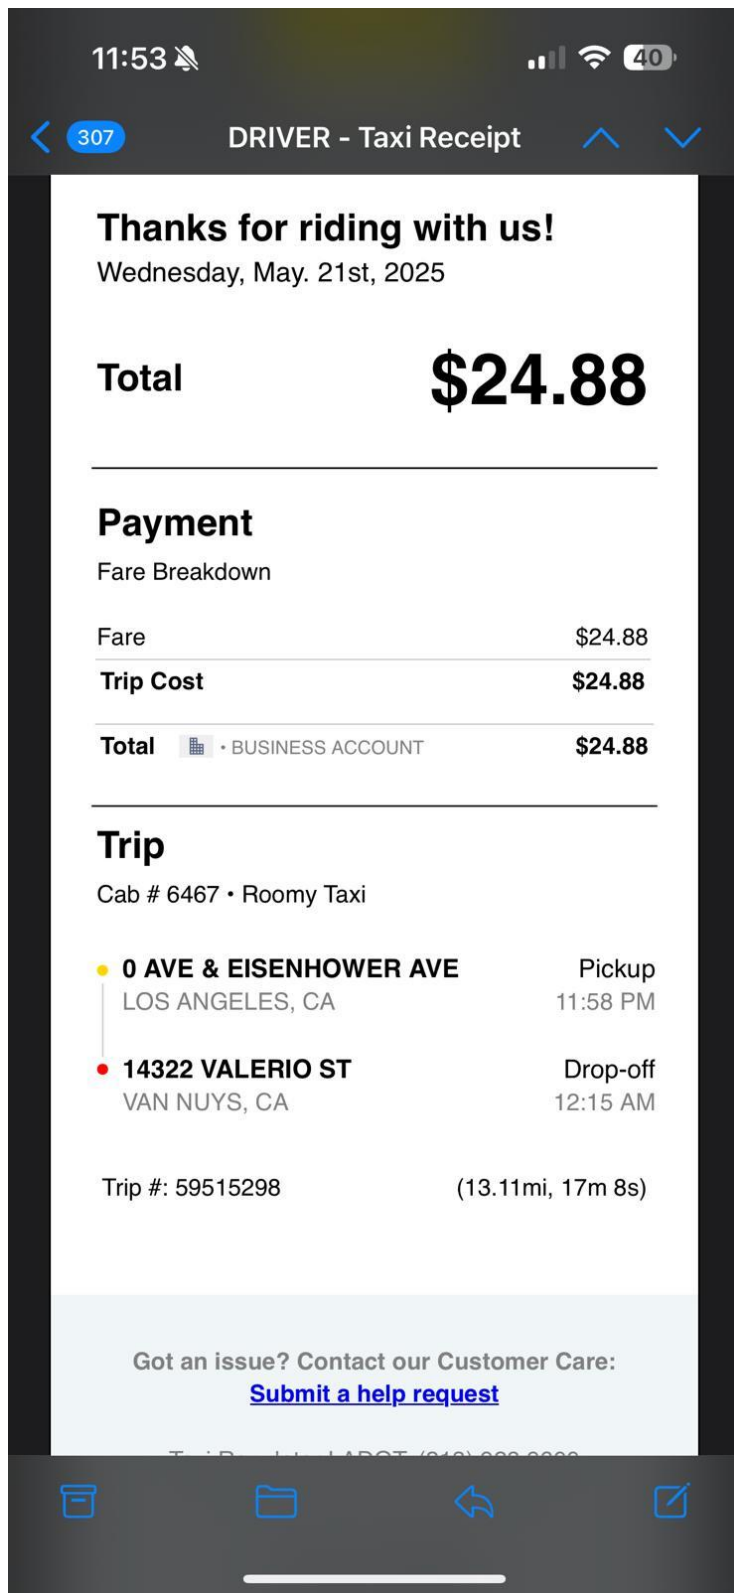 11:53
40
307
DRIVER - Taxi Receipt
Thanks for riding with us!
Wednesday, May. 21st, 2025
Total $24.88
Payment
Fare Breakdown
Fare $24.88
Trip Cost $24.88
Total • BUSINESS ACCOUNT $24.88
Trip
Cab # 6467 • Roomy Taxi
0 AVE & EISENHOWER AVE Pickup
LOS ANGELES, CA 11:58 PM
14322 VALERIO ST Drop-off
VAN NUYS, CA 12:15 AM
Trip #: 59515298 (13.11mi, 17m 8s)
Got an issue? Contact our Customer Care:
Submit a help request